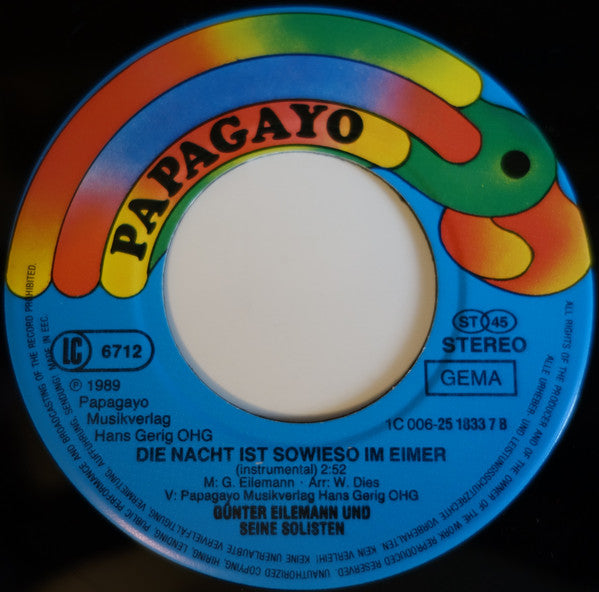 PAPAGAYO
LC 6712
ST 45
STEREO
GEMA
℗ 1989
Papagayo
Musikverlag
Hans Gerig OHG
1C 006-25 1833 7 B
DIE NACHT IST SOWIESO IM EIMER
(instrumental) 2:52
M: G. Eilemann - Arr: W. Dies
V: Papagayo Musikverlag Hans Gerig OHG
GÜNTER EILEMANN UND
SEINE SOLISTEN
ALL RIGHTS OF THE PRODUCER AND OF THE OWNER OF THE WORK REPRODUCED RESERVED. UNAUTHORIZED COPYING, HIRING, LENDING, PUBLIC PERFORMANCE AND BROADCASTING OF THE RECORD PROHIBITED.
ALLE URHEBER- UND LEISTUNGSSCHUTZRECHTE VORBEHALTEN. KEIN VERLEIH! KEINE UNERLAUBTE VERVIELFÄLTIGUNG, VERMIETUNG, AUFFÜHRUNG, SENDUNG! MADE IN EEC.